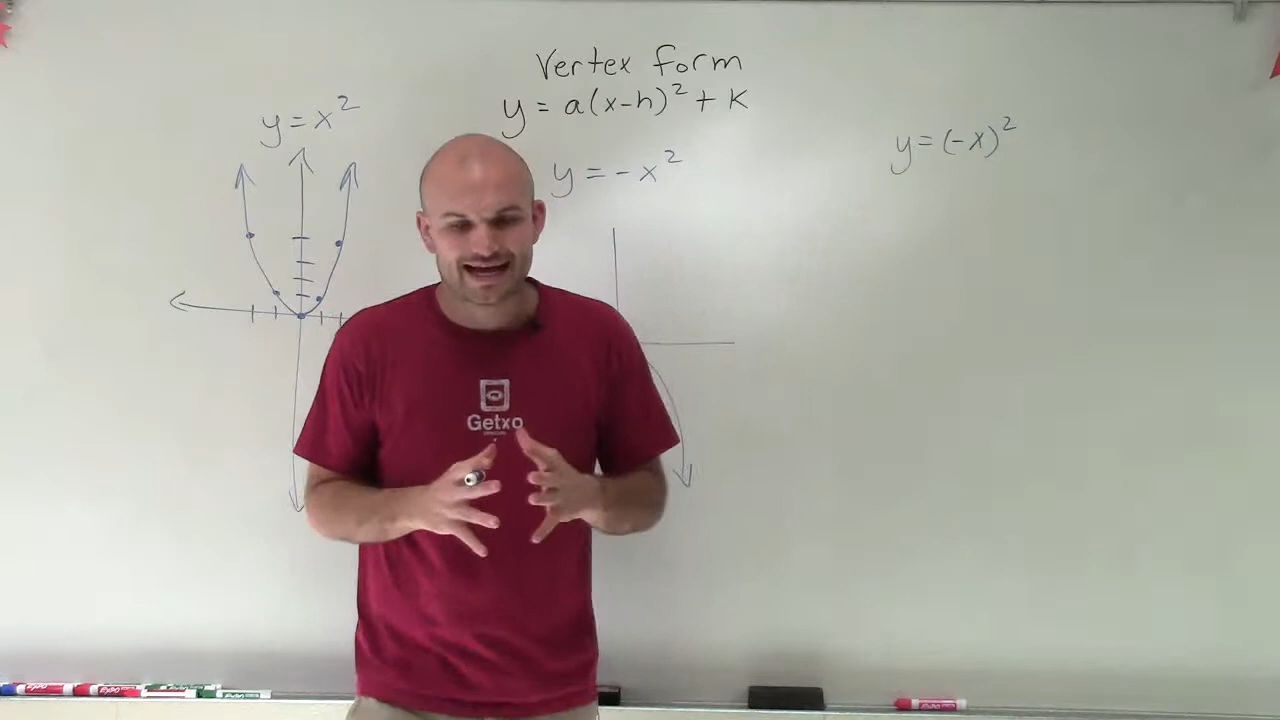 Vertex form
y = a(x-h)² + k
y = x²
y = -x²
y = (-x)²
Getxo